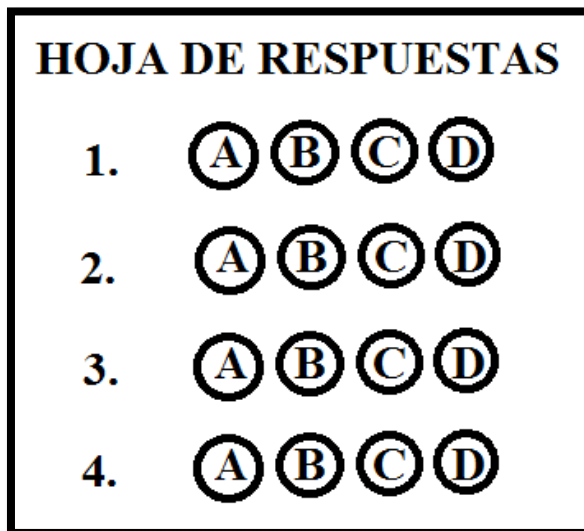 HOJA DE RESPUESTAS
1. A B C D
2. A B C D
3. A B C D
4. A B C D